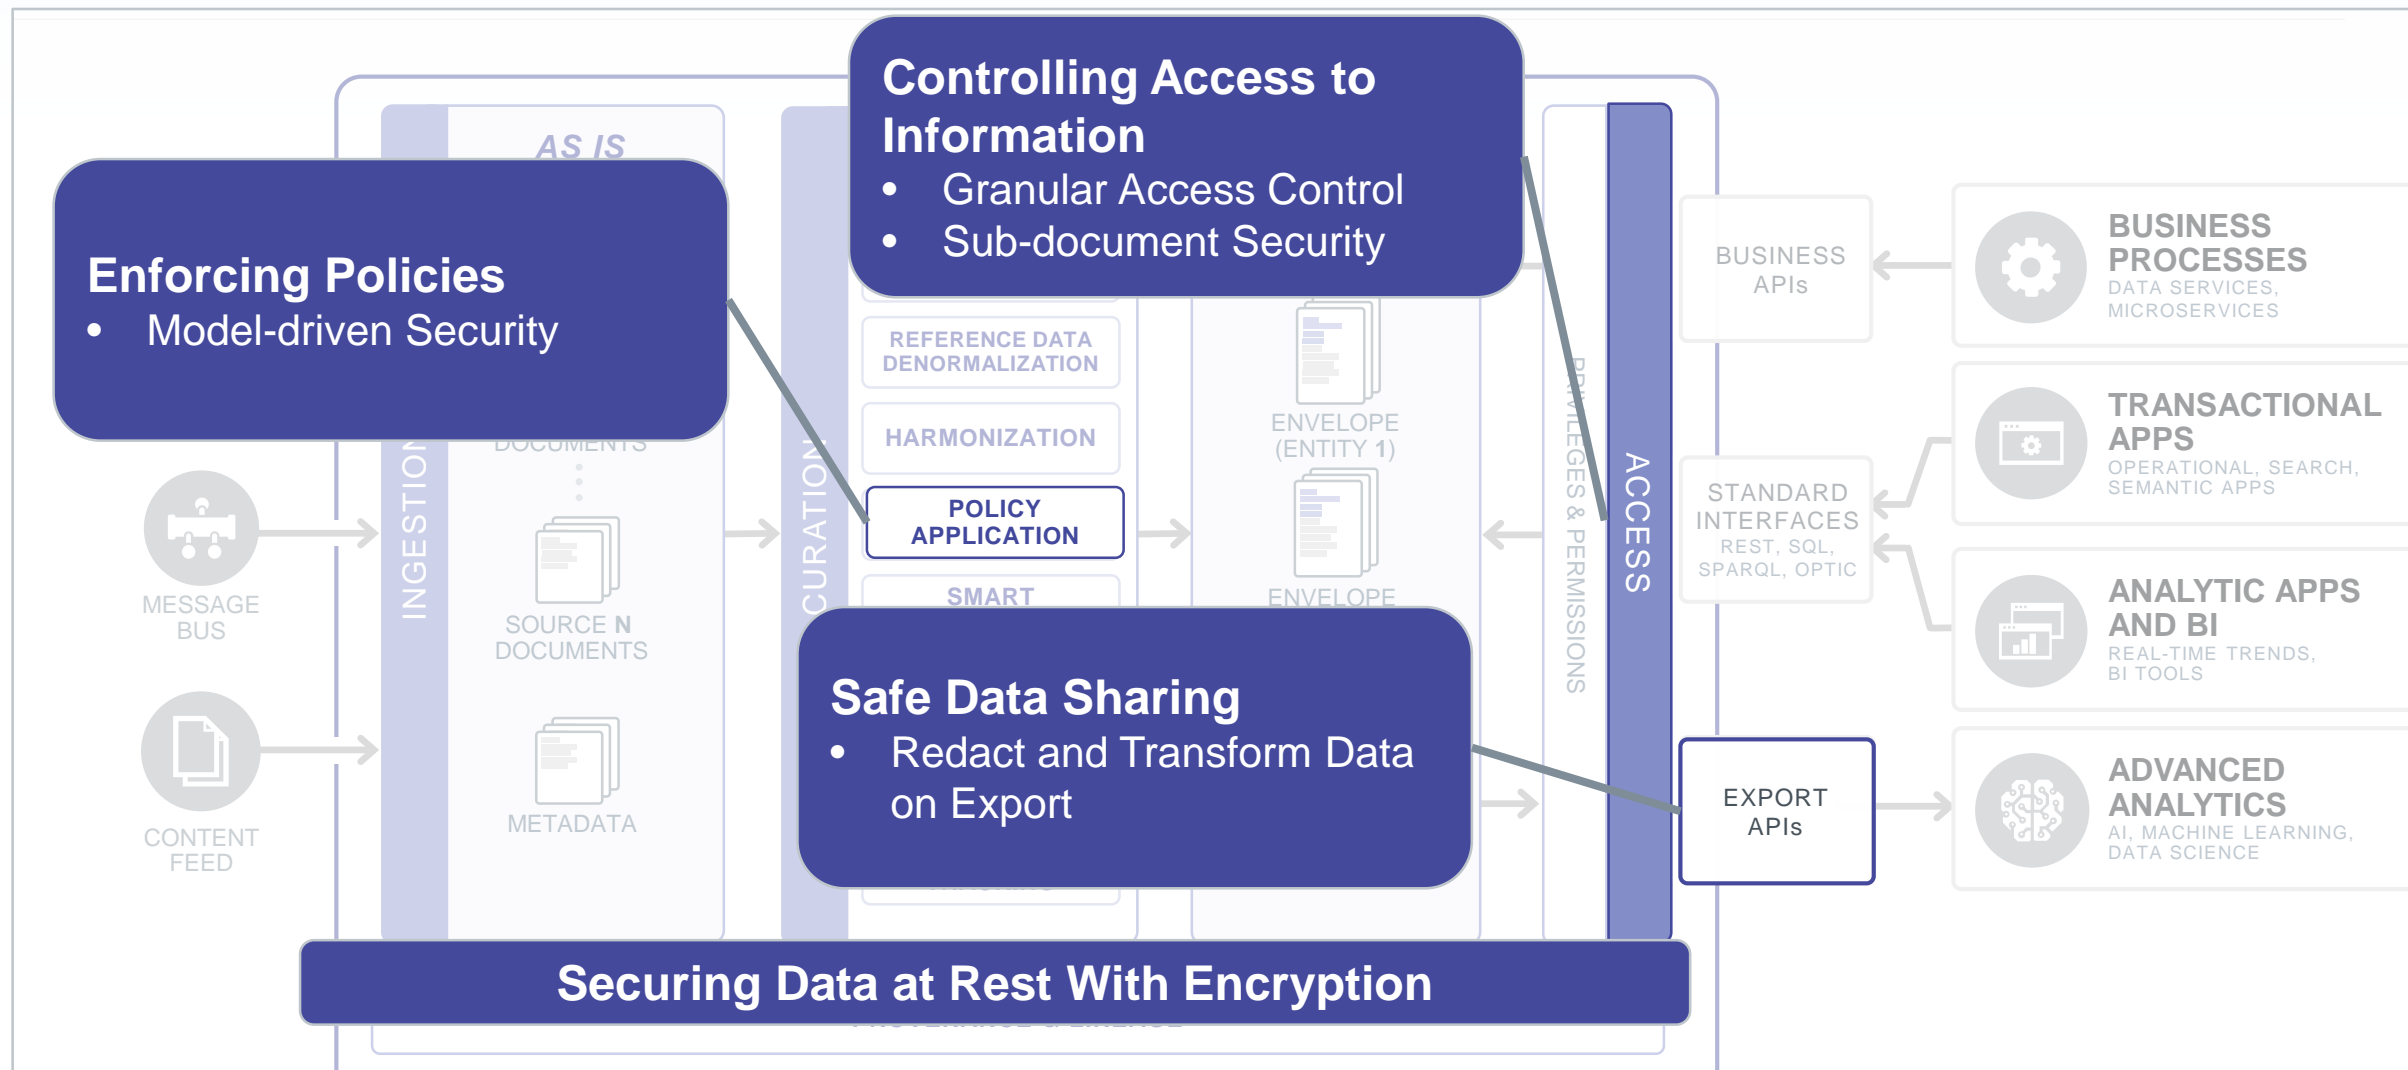 Controlling Access to
Information
• Granular Access Control
• Sub-document Security
AS IS
Enforcing Policies
• Model-driven Security
DOCUMENTS
INGESTION
MESSAGE
BUS
CONTENT
FEED
SOURCE N
DOCUMENTS
METADATA
CURATION
REFERENCE DATA
DENORMALIZATION
HARMONIZATION
POLICY
APPLICATION
SMART
ENVELOPE
(ENTITY 1)
ENVELOPE
Safe Data Sharing
• Redact and Transform Data
on Export
PRIVILEGES & PERMISSIONS
ACCESS
BUSINESS
APIs
STANDARD
INTERFACES
REST, SQL,
SPARQL, OPTIC
EXPORT
APIs
BUSINESS
PROCESSES
DATA SERVICES,
MICROSERVICES
TRANSACTIONAL
APPS
OPERATIONAL, SEARCH,
SEMANTIC APPS
ANALYTIC APPS
AND BI
REAL-TIME TRENDS,
BI TOOLS
ADVANCED
ANALYTICS
AI, MACHINE LEARNING,
DATA SCIENCE
Securing Data at Rest With Encryption